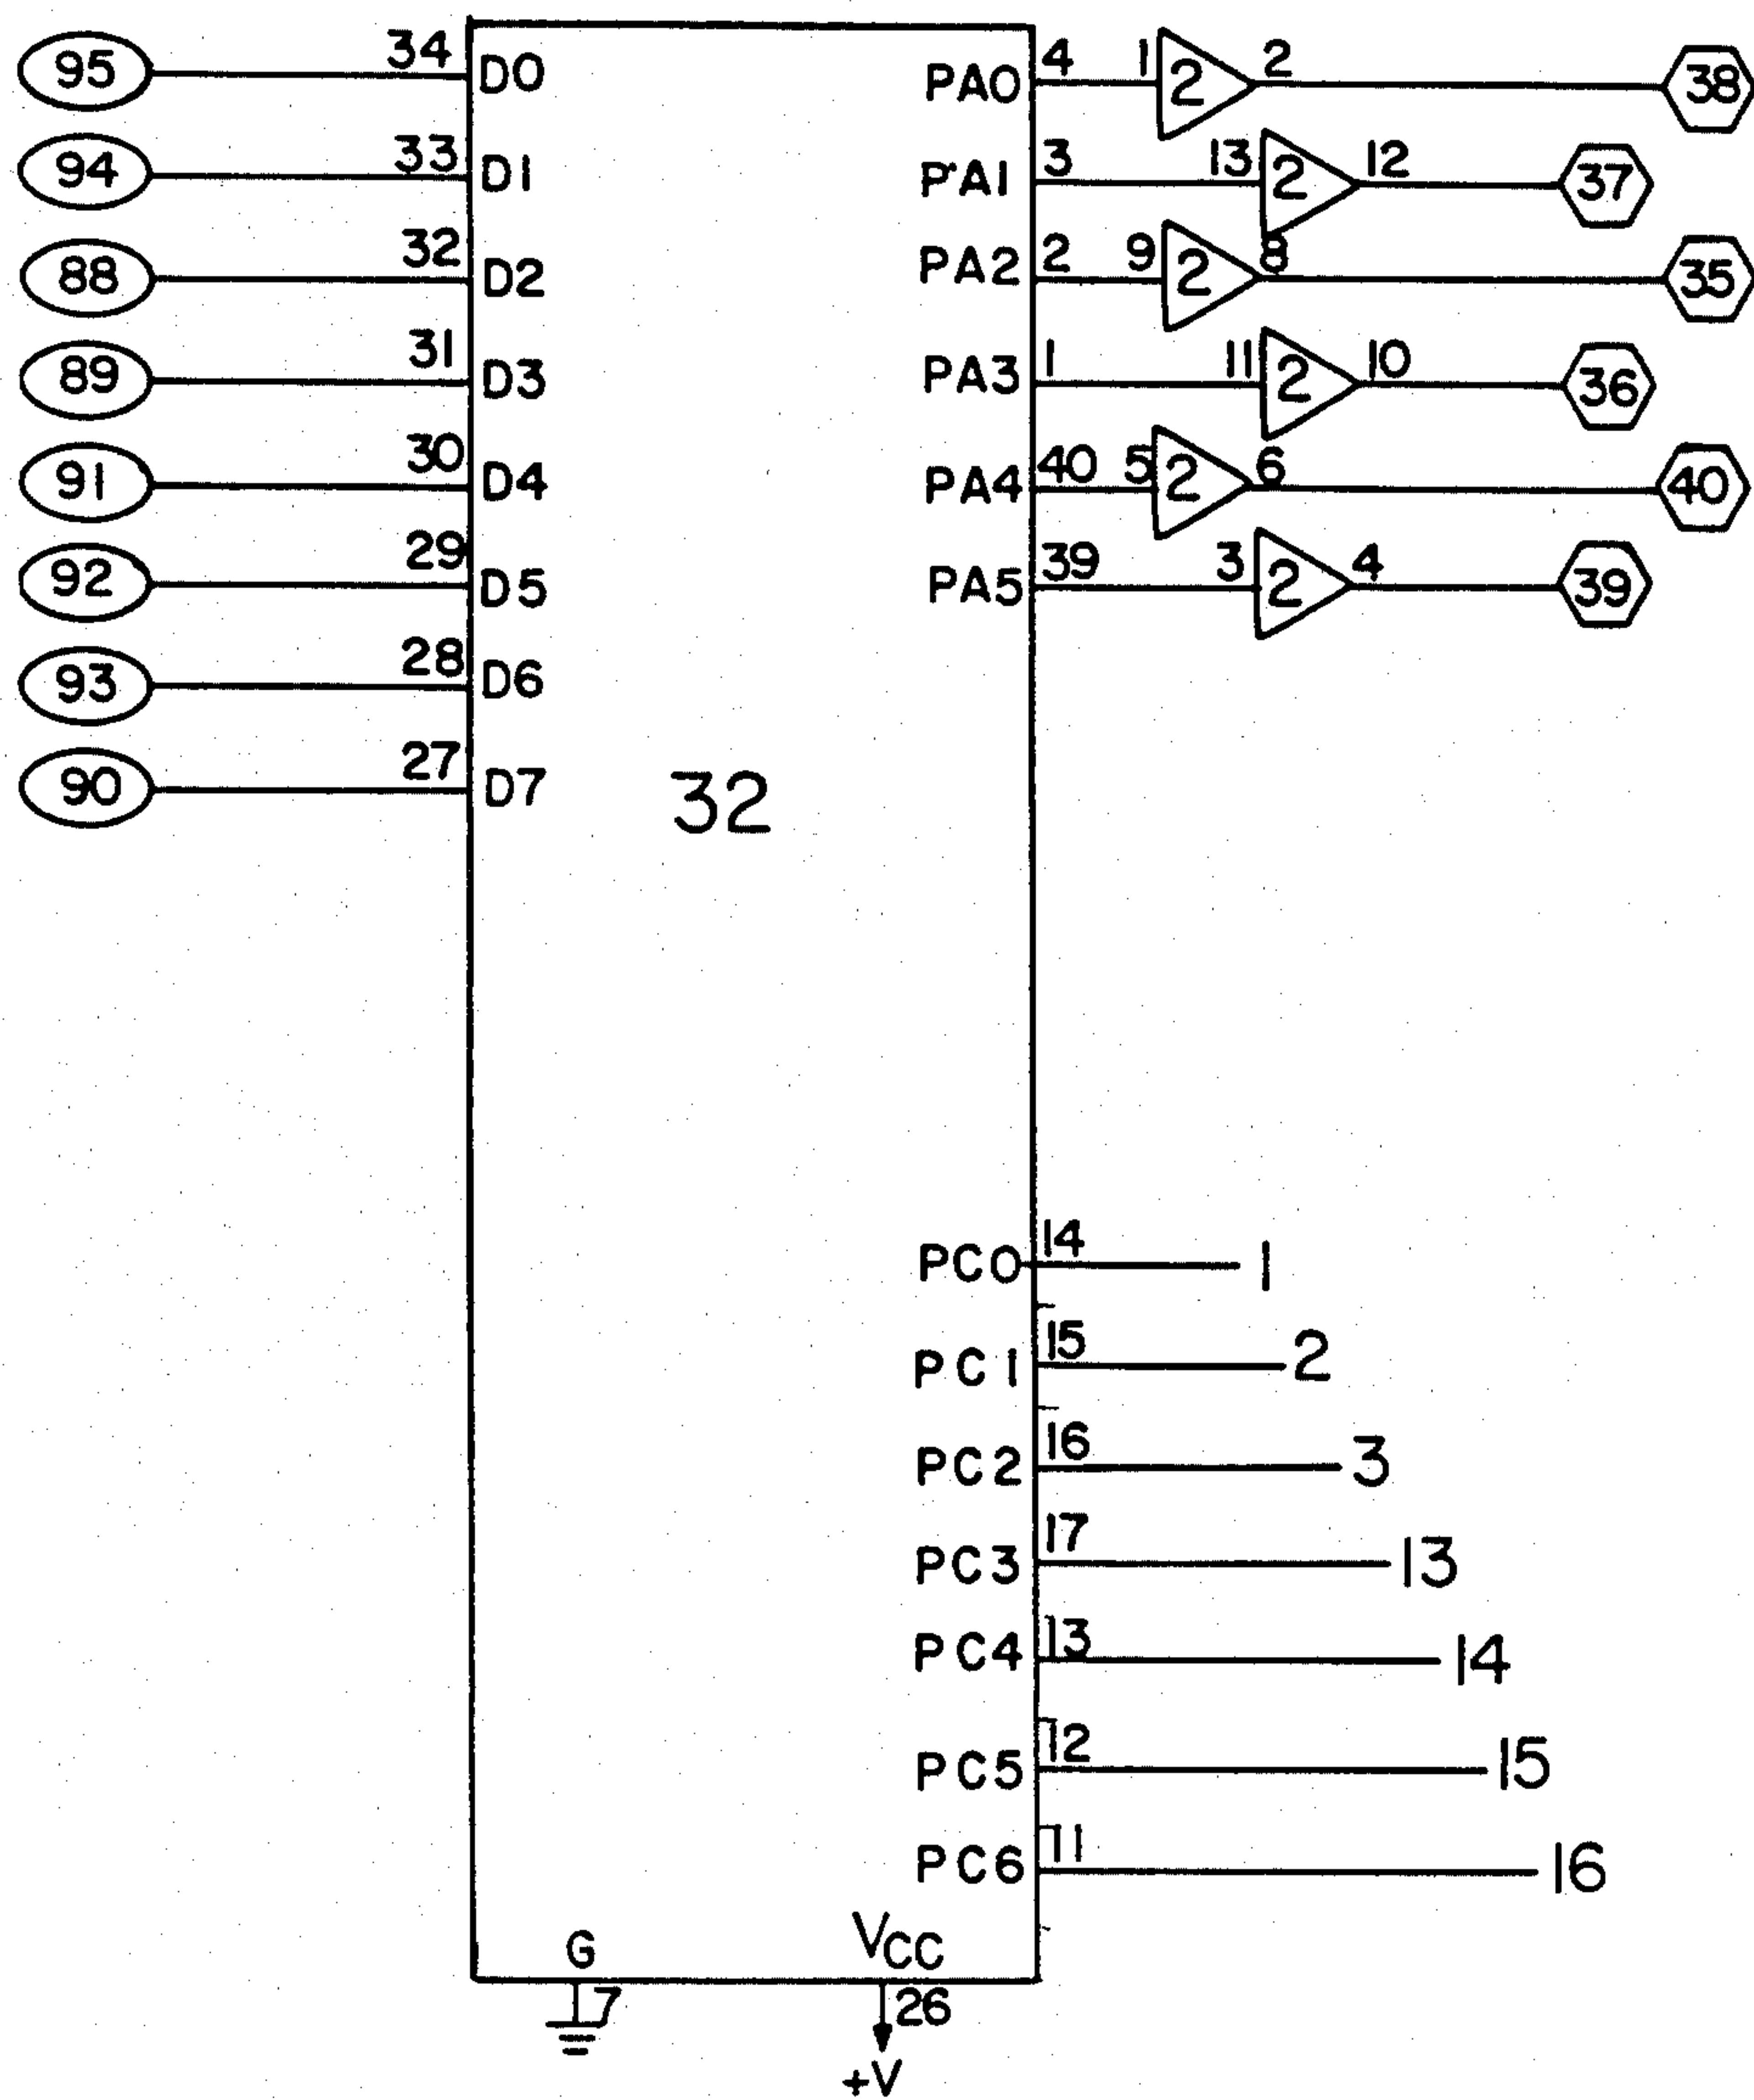 95 34 D0 PA0 4 1 2 2 38
94 33 D1 PA1 3 13 2 12 37
88 32 D2 PA2 2 9 2 8 35
89 31 D3 PA3 1 11 2 10 36
91 30 D4 PA4 40 5 2 6 40
92 29 D5 PA5 39 3 2 4 39
93 28 D6
90 27 D7
32
PC0 14 1
PC1 15 2
PC2 16 3
PC3 17 13
PC4 13 14
PC5 12 15
PC6 11 16
G VCC
7 26
+V